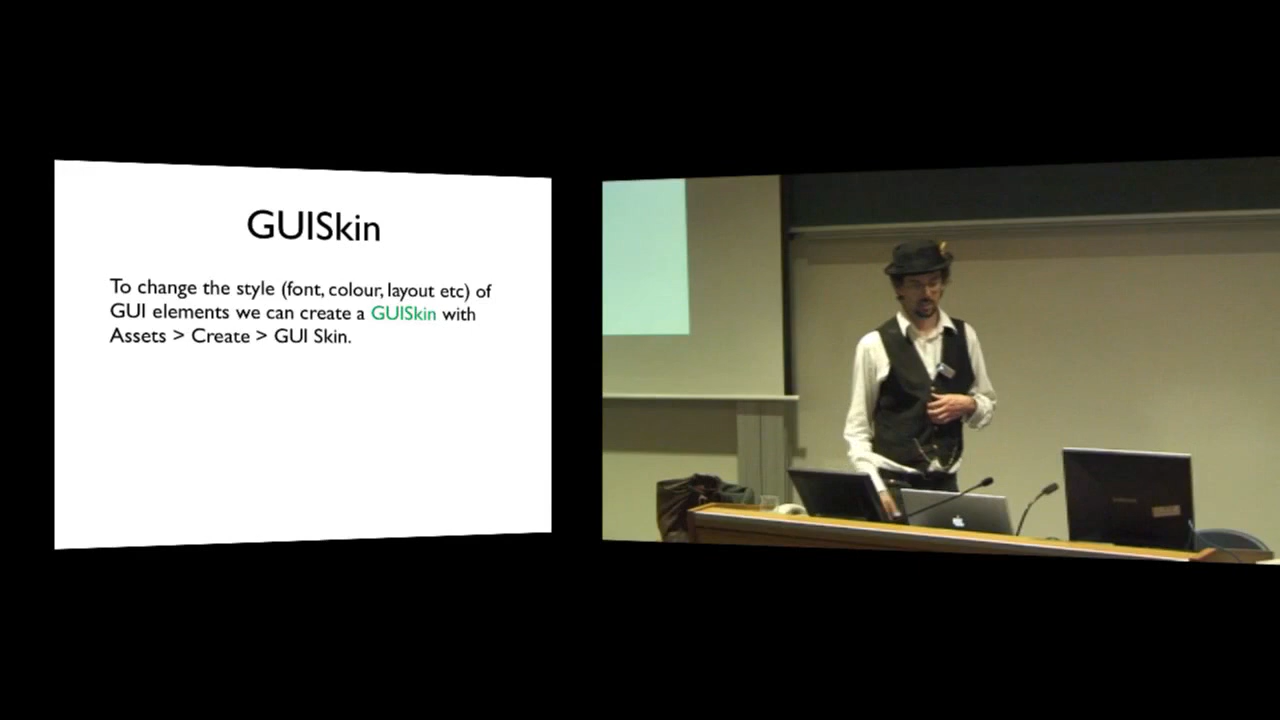 GUISkin
To change the style (font, colour, layout etc) of
GUI elements we can create a GUISkin with
Assets > Create > GUI Skin.